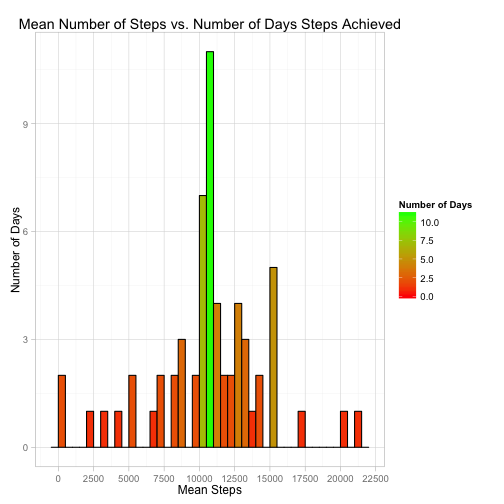 Mean Number of Steps vs. Number of Days Steps Achieved
Number of Days
9
6
3
0
0 2500 5000 7500 10000 12500 15000 17500 20000 22500
Mean Steps
Number of Days
10.0
7.5
5.0
2.5
0.0